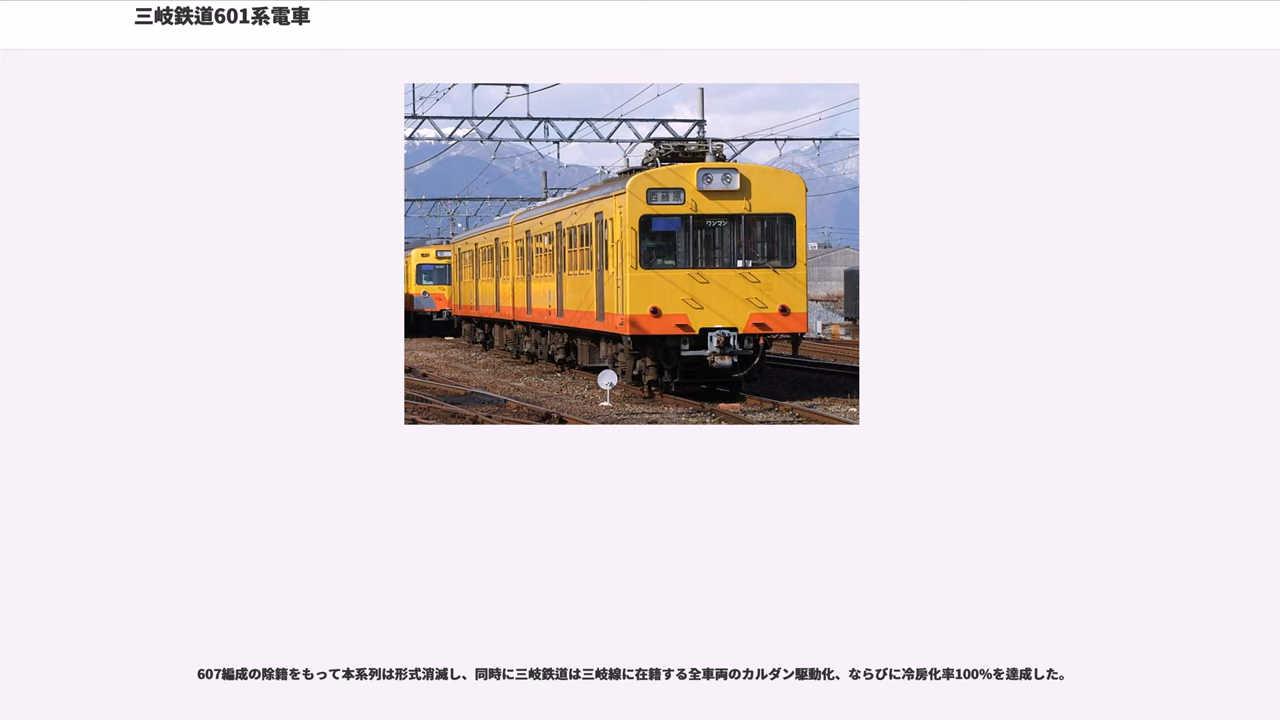 三岐鉄道601系電車
西藤原
ワンマン
607編成の除籍をもって本系列は形式消滅し、同時に三岐鉄道は三岐線に在籍する全車両のカルダン駆動化、ならびに冷房化率100%を達成した。